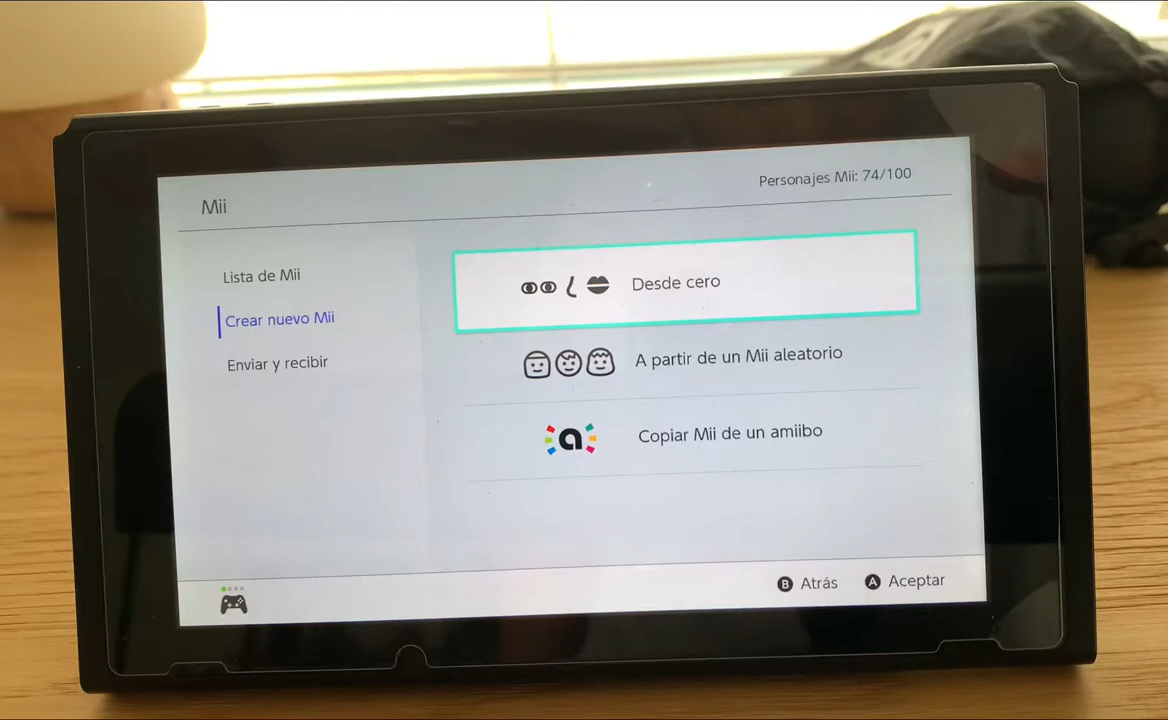 Mii
Personajes Mii: 74/100
Lista de Mii
Crear nuevo Mii
Enviar y recibir
Desde cero
A partir de un Mii aleatorio
a
Copiar Mii de un amiibo
B Atrás
A Aceptar